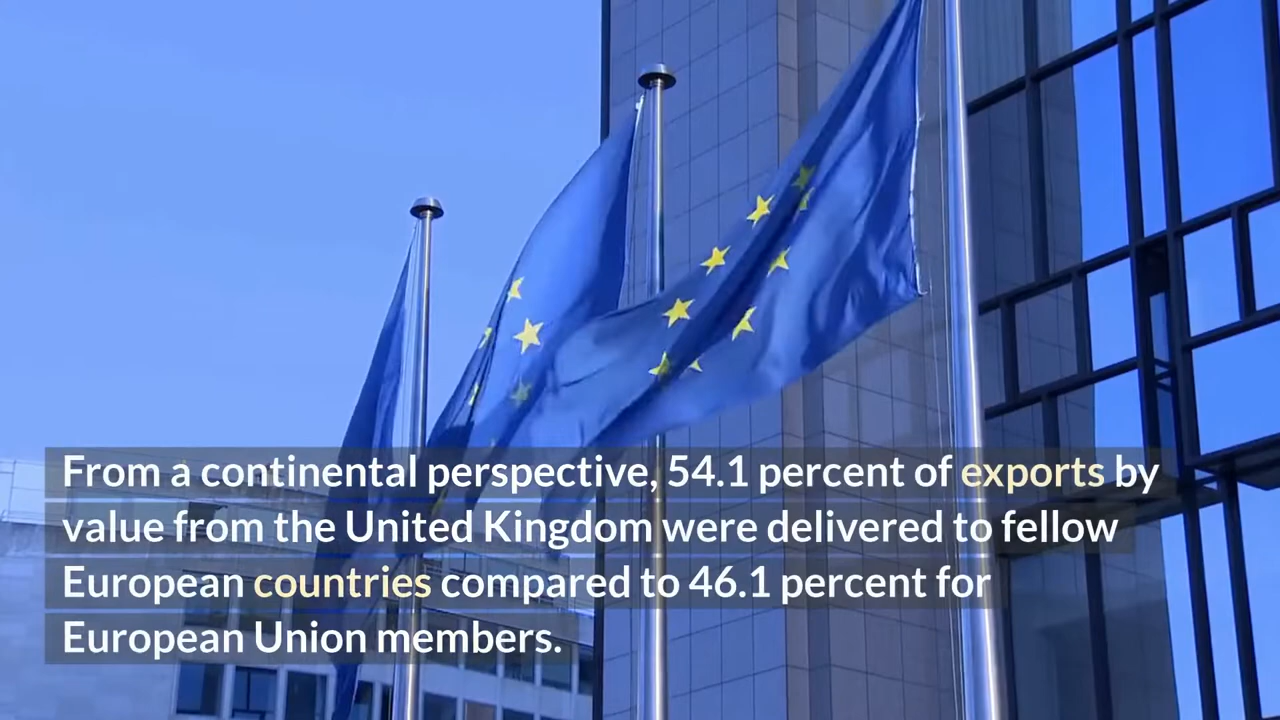 From a continental perspective, 54.1 percent of exports by
value from the United Kingdom were delivered to fellow
European countries compared to 46.1 percent for
European Union members.